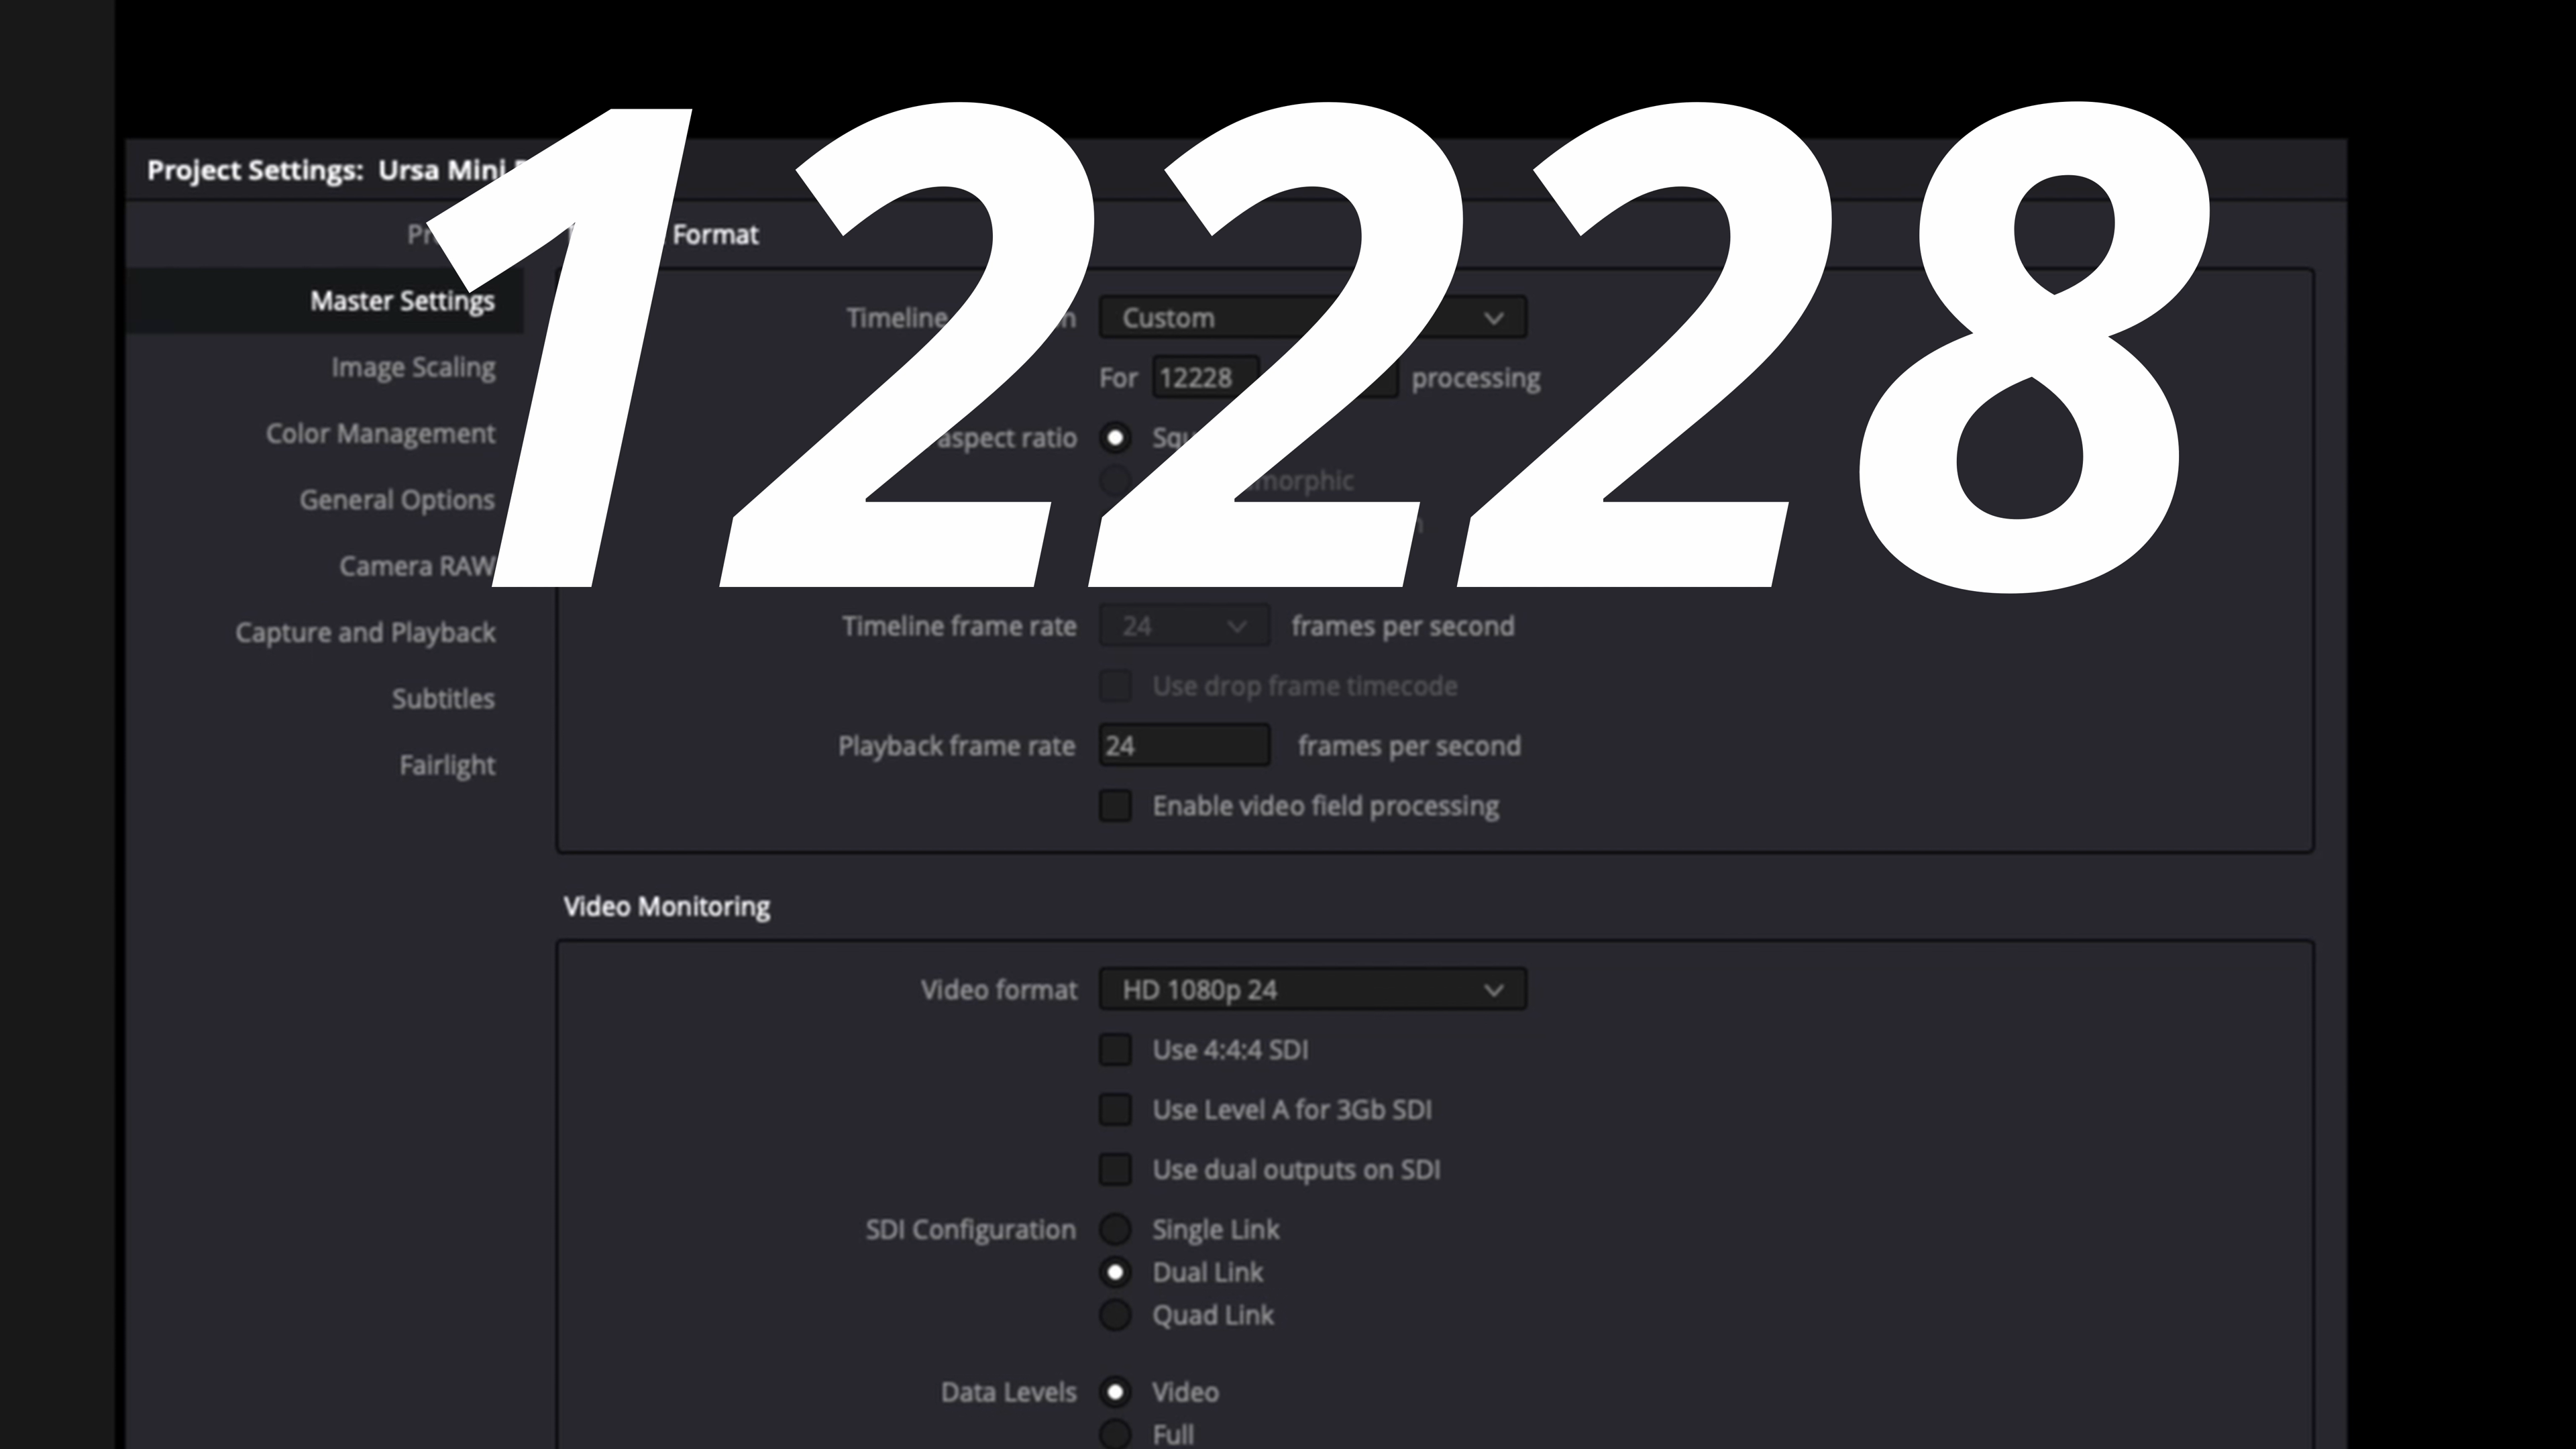 12228
Project Settings: Ursa Mini
Format
Master Settings
Timeline
Custom
Image Scaling
For 12228 processing
Color Management
aspect ratio
General Options
Camera RAW
Capture and Playback
Timeline frame rate 24 frames per second
Subtitles
Use drop frame timecode
Fairlight
Playback frame rate 24 frames per second
Enable video field processing
Video Monitoring
Video format HD 1080p 24
Use 4:4:4 SDI
Use Level A for 3Gb SDI
Use dual outputs on SDI
SDI Configuration Single Link
Dual Link
Quad Link
Data Levels Video
Full